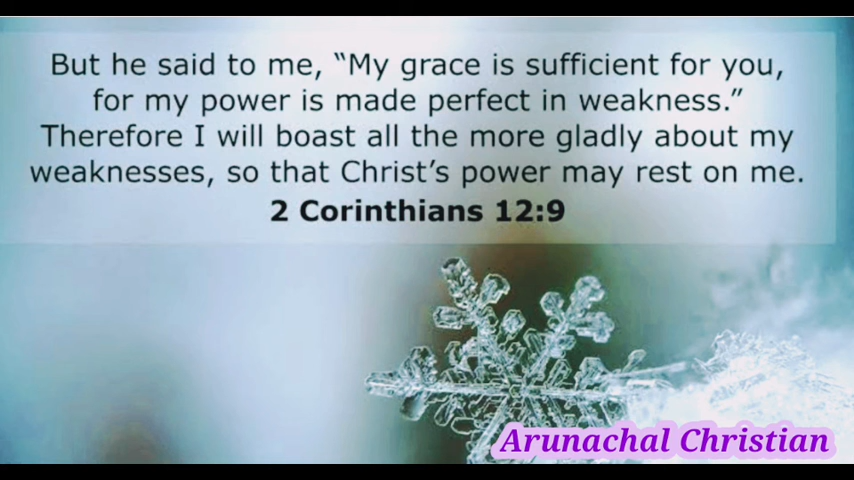 But he said to me, “My grace is sufficient for you,
for my power is made perfect in weakness.”
Therefore I will boast all the more gladly about my
weaknesses, so that Christ’s power may rest on me.
2 Corinthians 12:9
Arunachal Christian